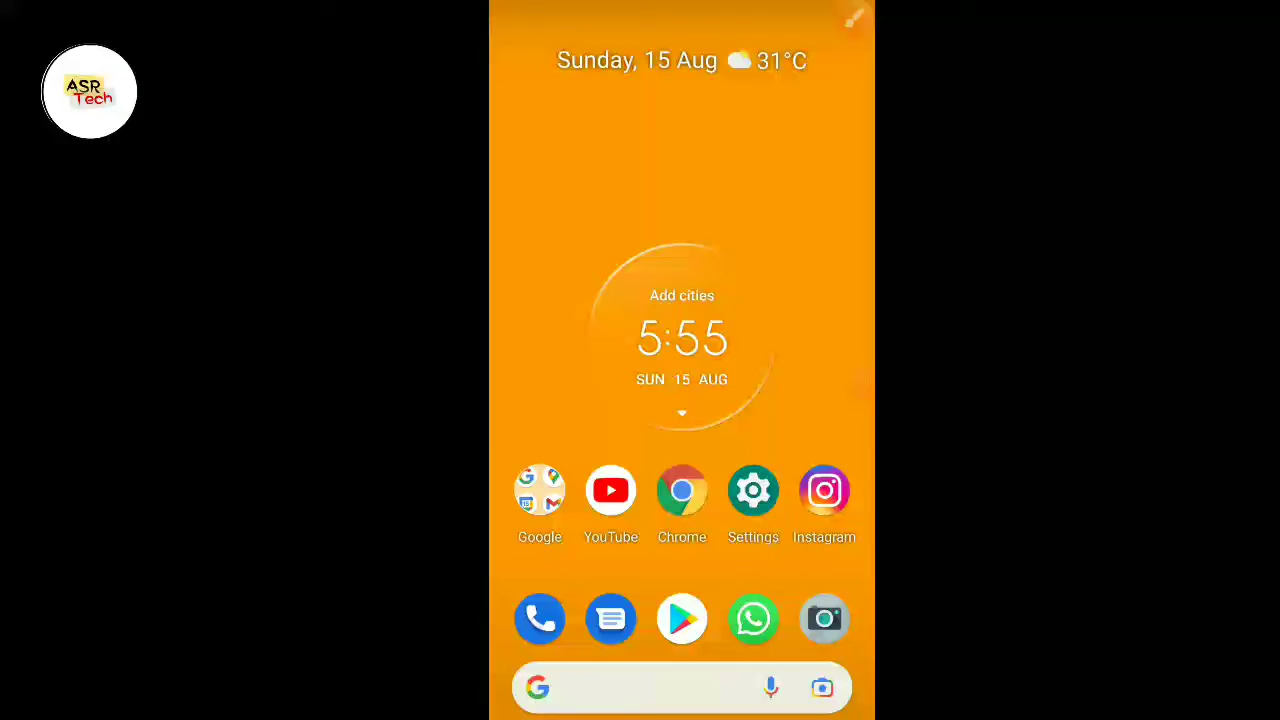 ASR
Tech
Sunday, 15 Aug 31°C
Add cities
5:55
SUN 15 AUG
Google YouTube Chrome Settings Instagram